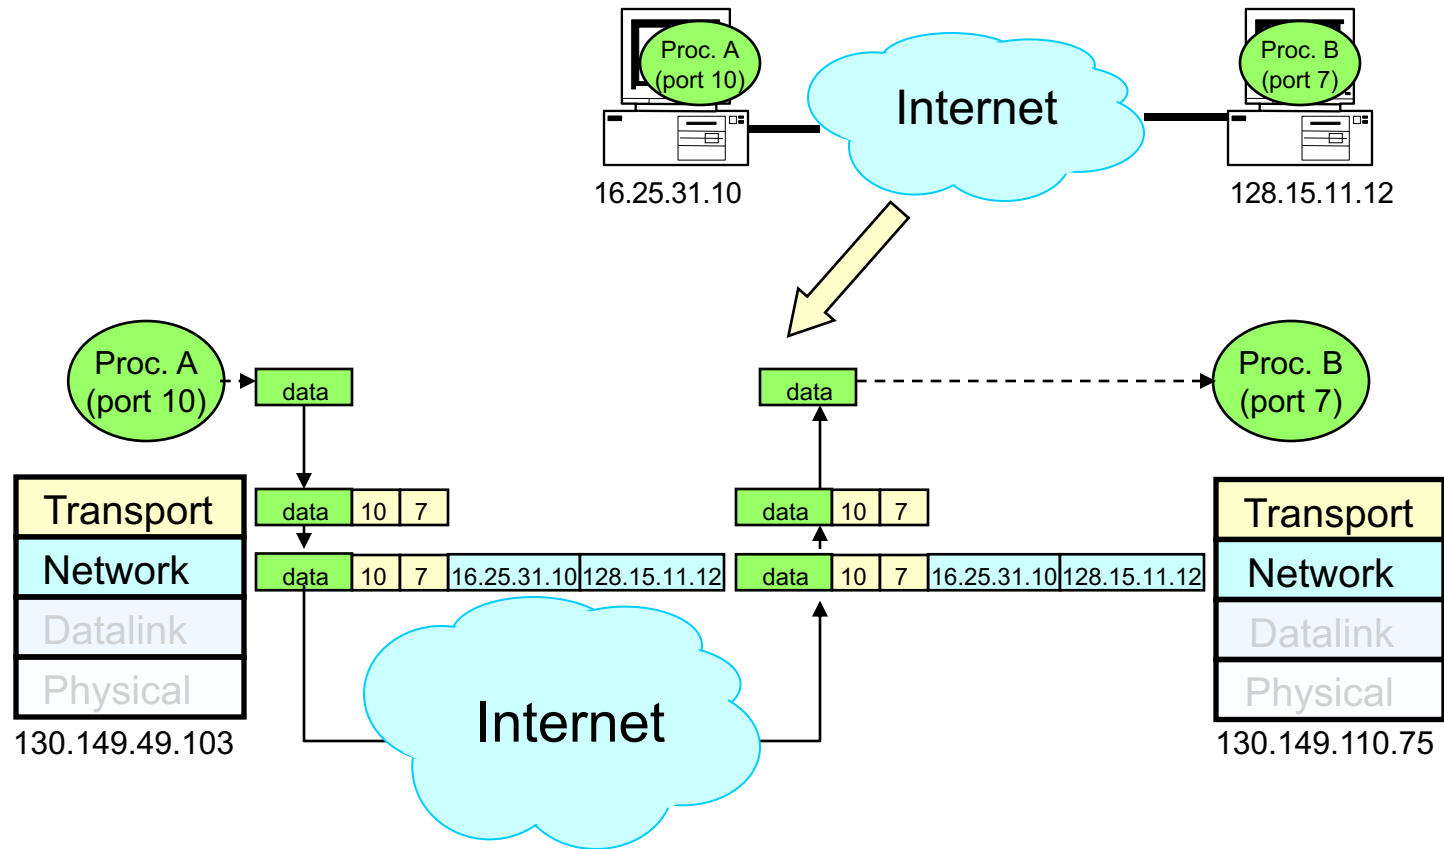 Proc. A
(port 10)
Internet
Proc. B
(port 7)
16.25.31.10
128.15.11.12
Proc. A
(port 10)
data
data
Proc. B
(port 7)
Transport
data 10 7
data 10 7
Transport
Network
data 10 7 16.25.31.10 128.15.11.12
data 10 7 16.25.31.10 128.15.11.12
Network
Datalink
Datalink
Physical
Internet
Physical
130.149.49.103
130.149.110.75